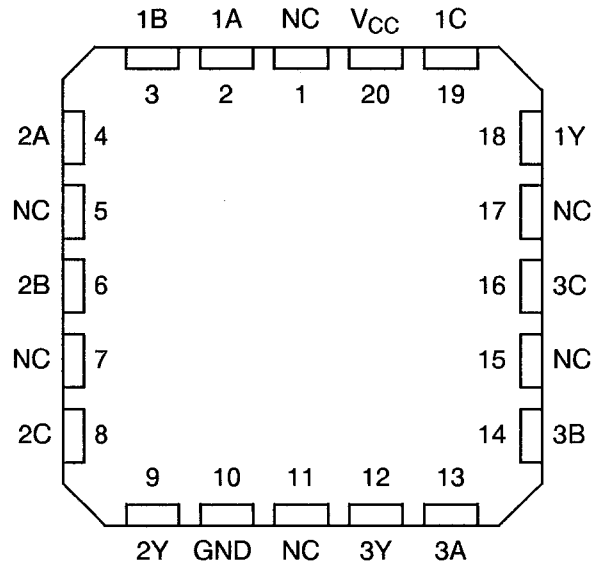 1B 1A NC VCC 1C
3 2 1 20 19
2A 4 18 1Y
NC 5 17 NC
2B 6 16 3C
NC 7 15 NC
2C 8 14 3B
9 10 11 12 13
2Y GND NC 3Y 3A